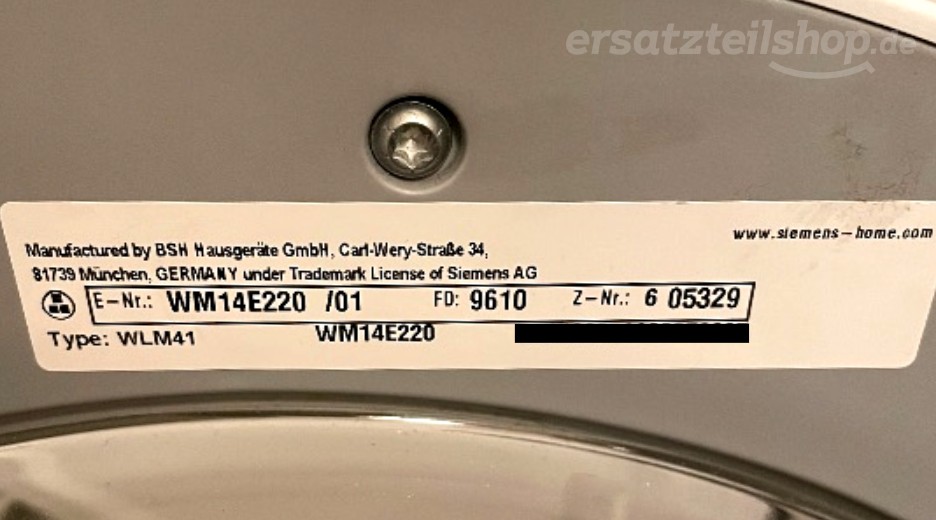 ersatzteilshop.de
www.siemens-home.com
Manufactured by BSH Hausgeräte GmbH, Carl-Wery-Straße 34,
81739 München, GERMANY under Trademark License of Siemens AG
E-Nr.: WM14E220 /01 FD: 9610 Z-Nr.: 6 05329
Type: WLM41 WM14E220